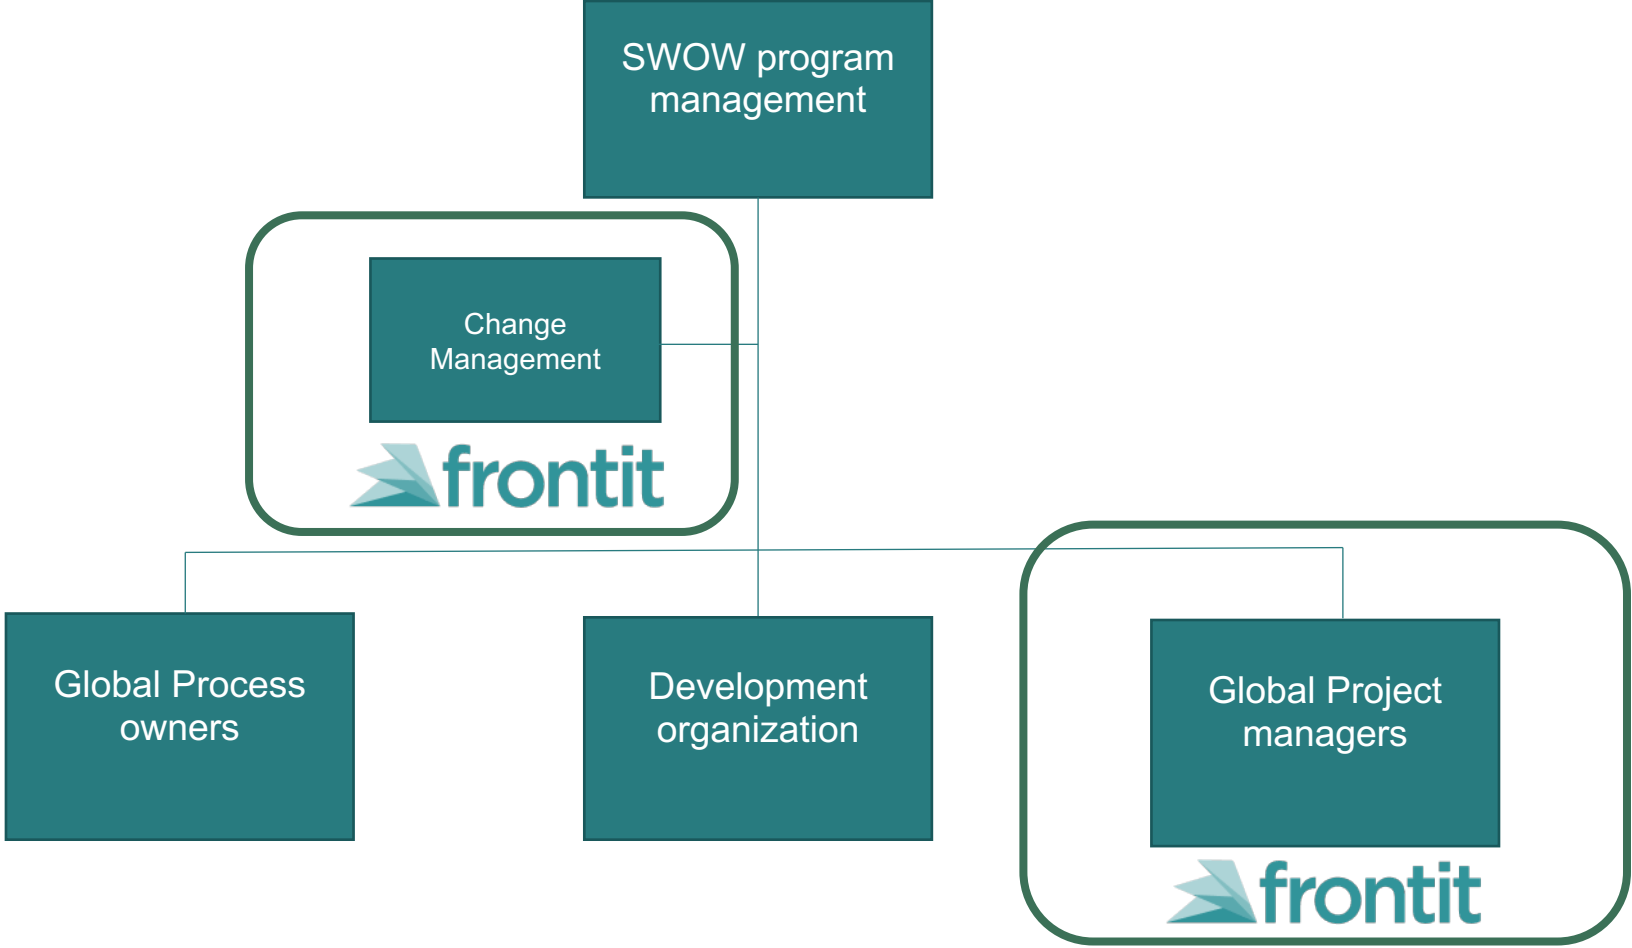 SWOW program
management
Change
Management
frontit
Global Process
owners
Development
organization
Global Project
managers
frontit